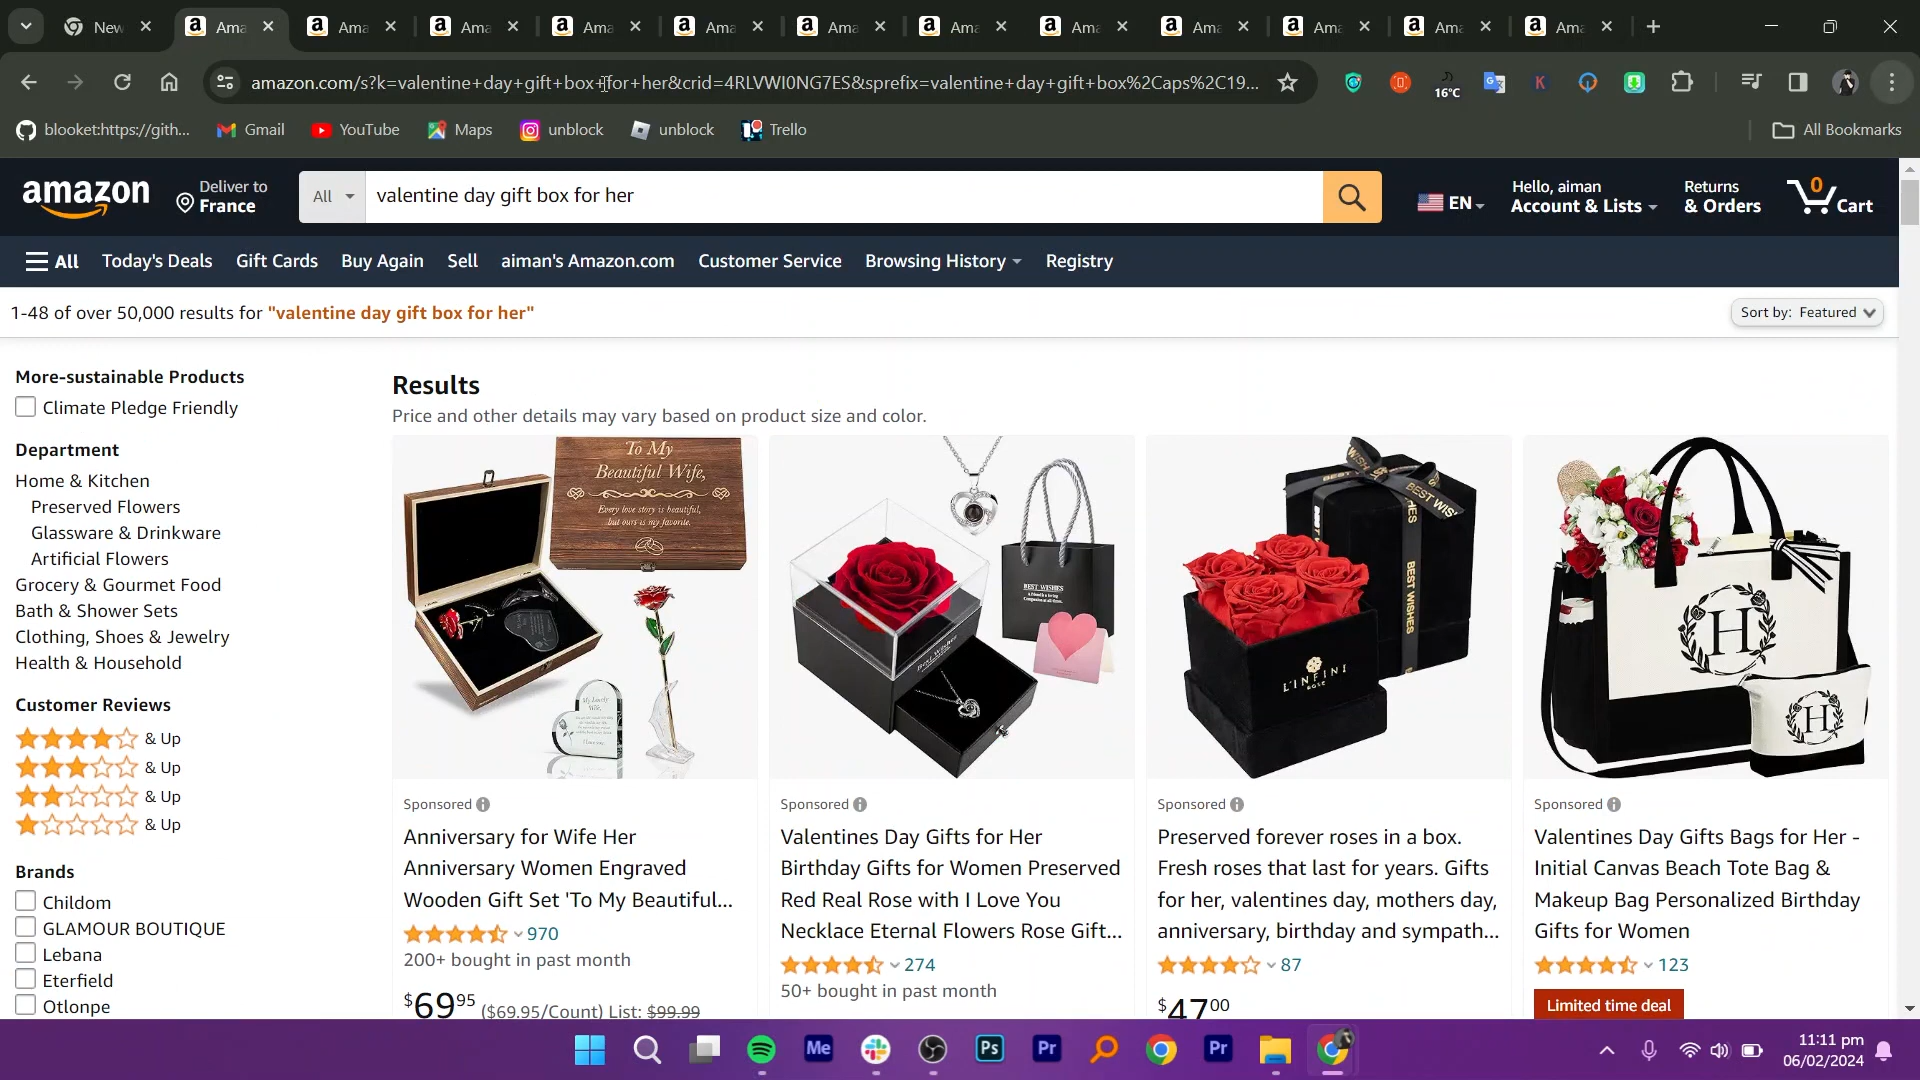 New
Ama
Ama
Ama
Ama
Ama
Ama
Ama
Ama
Ama
Ama
Ama
Ama
amazon.com/s?k=valentine+day+gift+box+for+her&crid=4RLVWI0NG7ES&sprefix=valentine+day+gift+box%2Caps%2C19...
16°C
blooket:https://gith...
Gmail
YouTube
Maps
unblock
unblock
Trello
All Bookmarks
amazon
Deliver to
France
All
valentine day gift box for her
EN
Hello, aiman
Account & Lists
Returns
& Orders
0
Cart
All
Today's Deals
Gift Cards
Buy Again
Sell
aiman's Amazon.com
Customer Service
Browsing History
Registry
1-48 of over 50,000 results for "valentine day gift box for her"
Sort by: Featured
More-sustainable Products
Climate Pledge Friendly
Department
Home & Kitchen
Preserved Flowers
Glassware & Drinkware
Artificial Flowers
Grocery & Gourmet Food
Bath & Shower Sets
Clothing, Shoes & Jewelry
Health & Household
Customer Reviews
& Up
& Up
& Up
& Up
Brands
Childom
GLAMOUR BOUTIQUE
Lebana
Eterfield
Otlonpe
Results
Price and other details may vary based on product size and color.
To My
Beautiful Wife,
Every love story is beautiful,
but ours is my favorite.
BEST WISHES
BEST WISHES
L'INFINI
ROSE
H
H
Sponsored
Anniversary for Wife Her
Anniversary Women Engraved
Wooden Gift Set 'To My Beautiful...
970
200+ bought in past month
$69 95 ($69.95/Count) List: $99.99
Sponsored
Valentines Day Gifts for Her
Birthday Gifts for Women Preserved
Red Real Rose with I Love You
Necklace Eternal Flowers Rose Gift...
274
50+ bought in past month
Sponsored
Preserved forever roses in a box.
Fresh roses that last for years. Gifts
for her, valentines day, mothers day,
anniversary, birthday and sympath...
87
$47 00
Sponsored
Valentines Day Gifts Bags for Her -
Initial Canvas Beach Tote Bag &
Makeup Bag Personalized Birthday
Gifts for Women
123
Limited time deal
Me
Ps
Pr
Pr
11:11 pm
06/02/2024